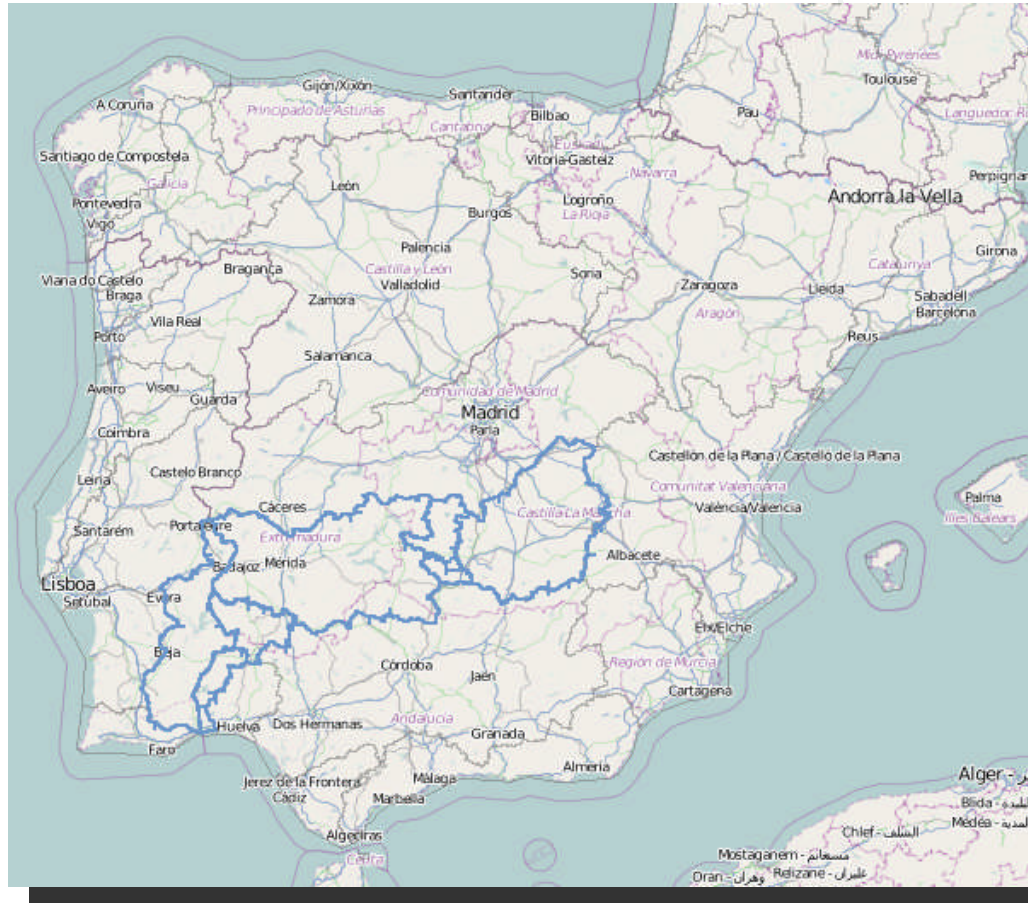 Gijón/Xixón
Santander
A Coruña
Principado de Asturias
Cantabria
Bilbao
Pau
Midi-Pyrénées
Toulouse
Languedoc R
Euskadi
Vitoria-Gasteiz
Santiago de Compostela
Galicia
León
Navarra
Logroño
La Rioja
Andorra la Vella
Perpignan
Pontevedra
Vigo
Burgos
Palencia
Castilla y León
Valladolid
Soria
Zaragoza
Aragón
Lleida
Catalunya
Girona
Sabadell
Barcelona
Reus
Viana do Castelo
Braga
Bragança
Zamora
Vila Real
Porto
Salamanca
Aveiro
Viseu
Guarda
Comunidad de Madrid
Madrid
Parla
Coimbra
Leiria
Castelo Branco
Castellón de la Plana / Castelló de la Plana
Comunitat Valenciana
València/Valencia
Palma
Illes Balears
Santarém
Portalegre
Cáceres
Extremadura
Castilla-La Mancha
Albacete
Lisboa
Setúbal
Évora
Badajoz
Mérida
Beja
Elx/Elche
Región de Murcia
Cartagena
Córdoba
Jaén
Andalucía
Huelva
Dos Hermanas
Granada
Faro
Almería
Jerez de la Frontera
Cádiz
Málaga
Marbella
Algeciras
Ceuta
Alger -
Blida -
Médéa -
Chlef - الشلف
Mostaganem - مستغانم
Oran - وهران
Relizane - غليزان